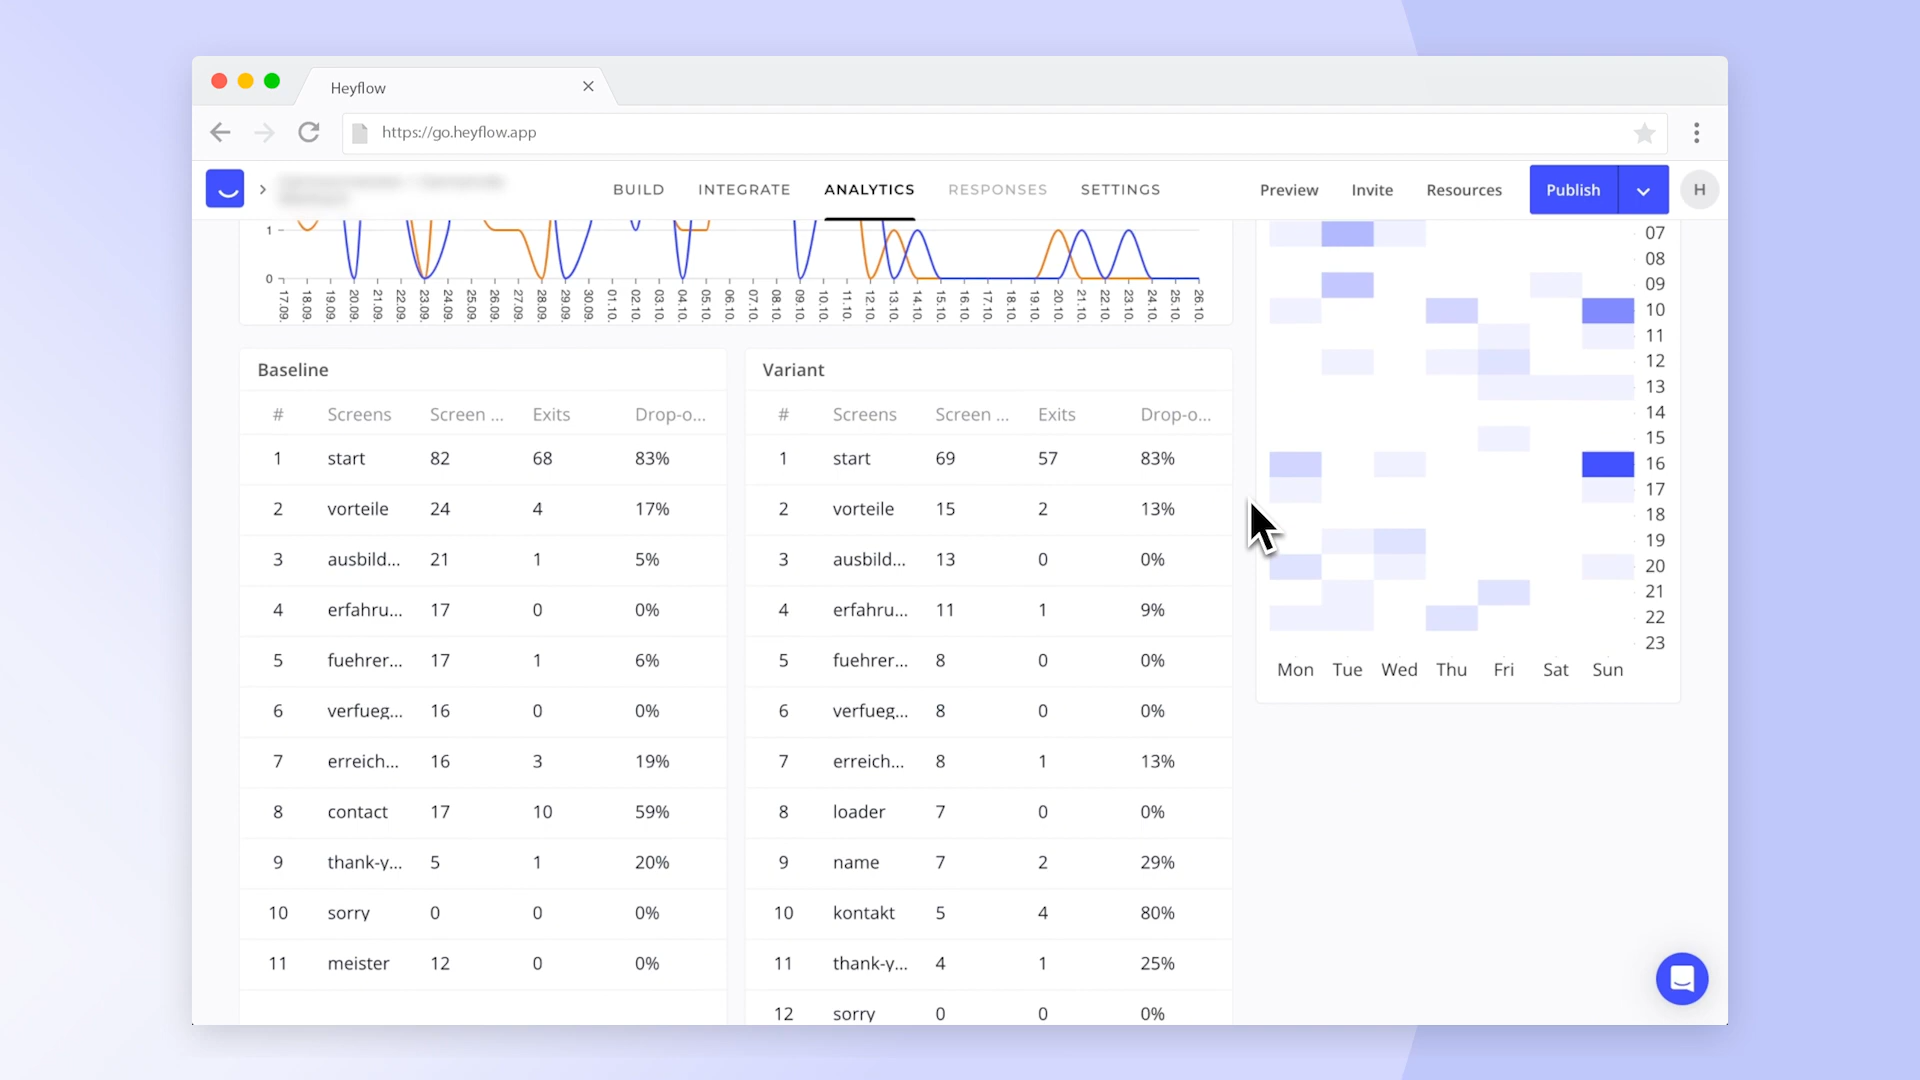 Heyflow
https://go.heyflow.app
BUILD INTEGRATE ANALYTICS RESPONSES SETTINGS Preview Invite Resources Publish H
1
0
17.09. 18.09. 19.09. 20.09. 21.09. 22.09. 23.09. 24.09. 25.09. 26.09. 27.09. 28.09. 29.09. 30.09. 01.10. 02.10. 03.10. 04.10. 05.10. 06.10. 07.10. 08.10. 09.10. 10.10. 11.10. 12.10. 13.10. 14.10. 15.10. 16.10. 17.10. 18.10. 19.10. 20.10. 21.10. 22.10. 23.10. 24.10. 25.10. 26.10.
Baseline
# Screens Screen ... Exits Drop-o...
1 start 82 68 83%
2 vorteile 24 4 17%
3 ausbild... 21 1 5%
4 erfahru... 17 0 0%
5 fuehrer... 17 1 6%
6 verfueg... 16 0 0%
7 erreich... 16 3 19%
8 contact 17 10 59%
9 thank-y... 5 1 20%
10 sorry 0 0 0%
11 meister 12 0 0%
Variant
# Screens Screen ... Exits Drop-o...
1 start 69 57 83%
2 vorteile 15 2 13%
3 ausbild... 13 0 0%
4 erfahru... 11 1 9%
5 fuehrer... 8 0 0%
6 verfueg... 8 0 0%
7 erreich... 8 1 13%
8 loader 7 0 0%
9 name 7 2 29%
10 kontakt 5 4 80%
11 thank-y... 4 1 25%
12 sorry 0 0 0%
07
08
09
10
11
12
13
14
15
16
17
18
19
20
21
22
23
Mon Tue Wed Thu Fri Sat Sun